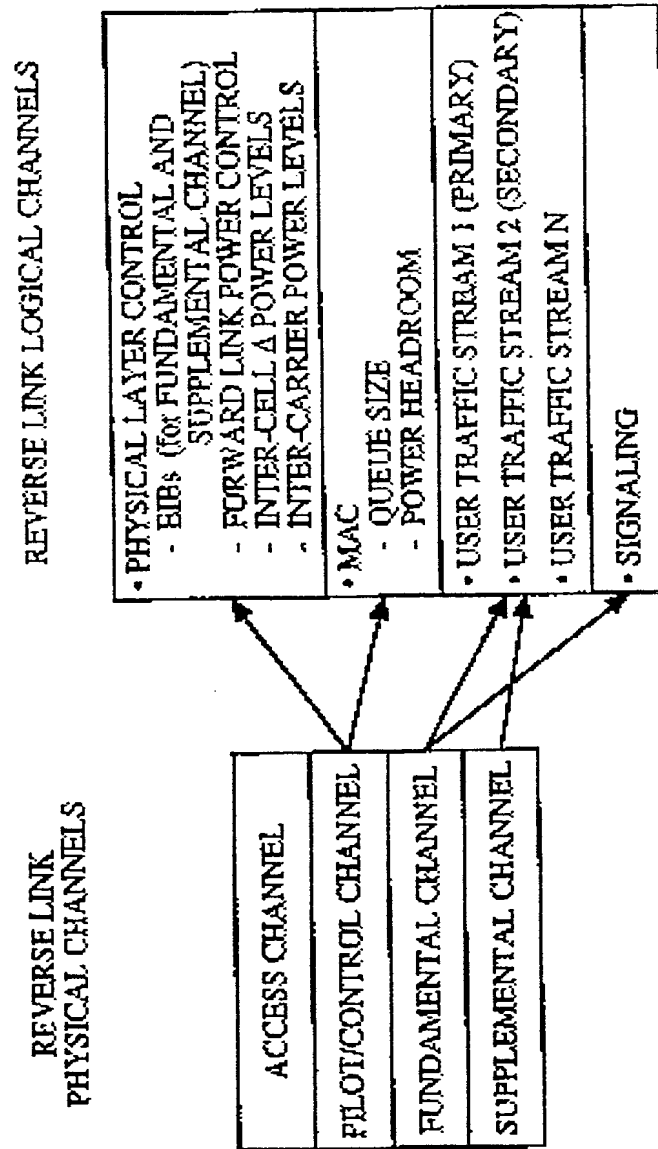 REVERSE LINK
PHYSICAL CHANNELS
ACCESS CHANNEL
PILOT/CONTROL CHANNEL
FUNDAMENTAL CHANNEL
SUPPLEMENTAL CHANNEL
REVERSE LINK LOGICAL CHANNELS
• PHYSICAL LAYER CONTROL
- EIBs (for FUNDAMENTAL AND
SUPPLEMENTAL CHANNEL)
- FORWARD LINK POWER CONTROL
- INTER-CELL Δ POWER LEVELS
- INTER-CARRIER POWER LEVELS
• MAC
- QUEUE SIZE
- POWER HEADROOM
• USER TRAFFIC STREAM 1 (PRIMARY)
• USER TRAFFIC STREAM 2 (SECONDARY)
• USER TRAFFIC STREAM N
• SIGNALING